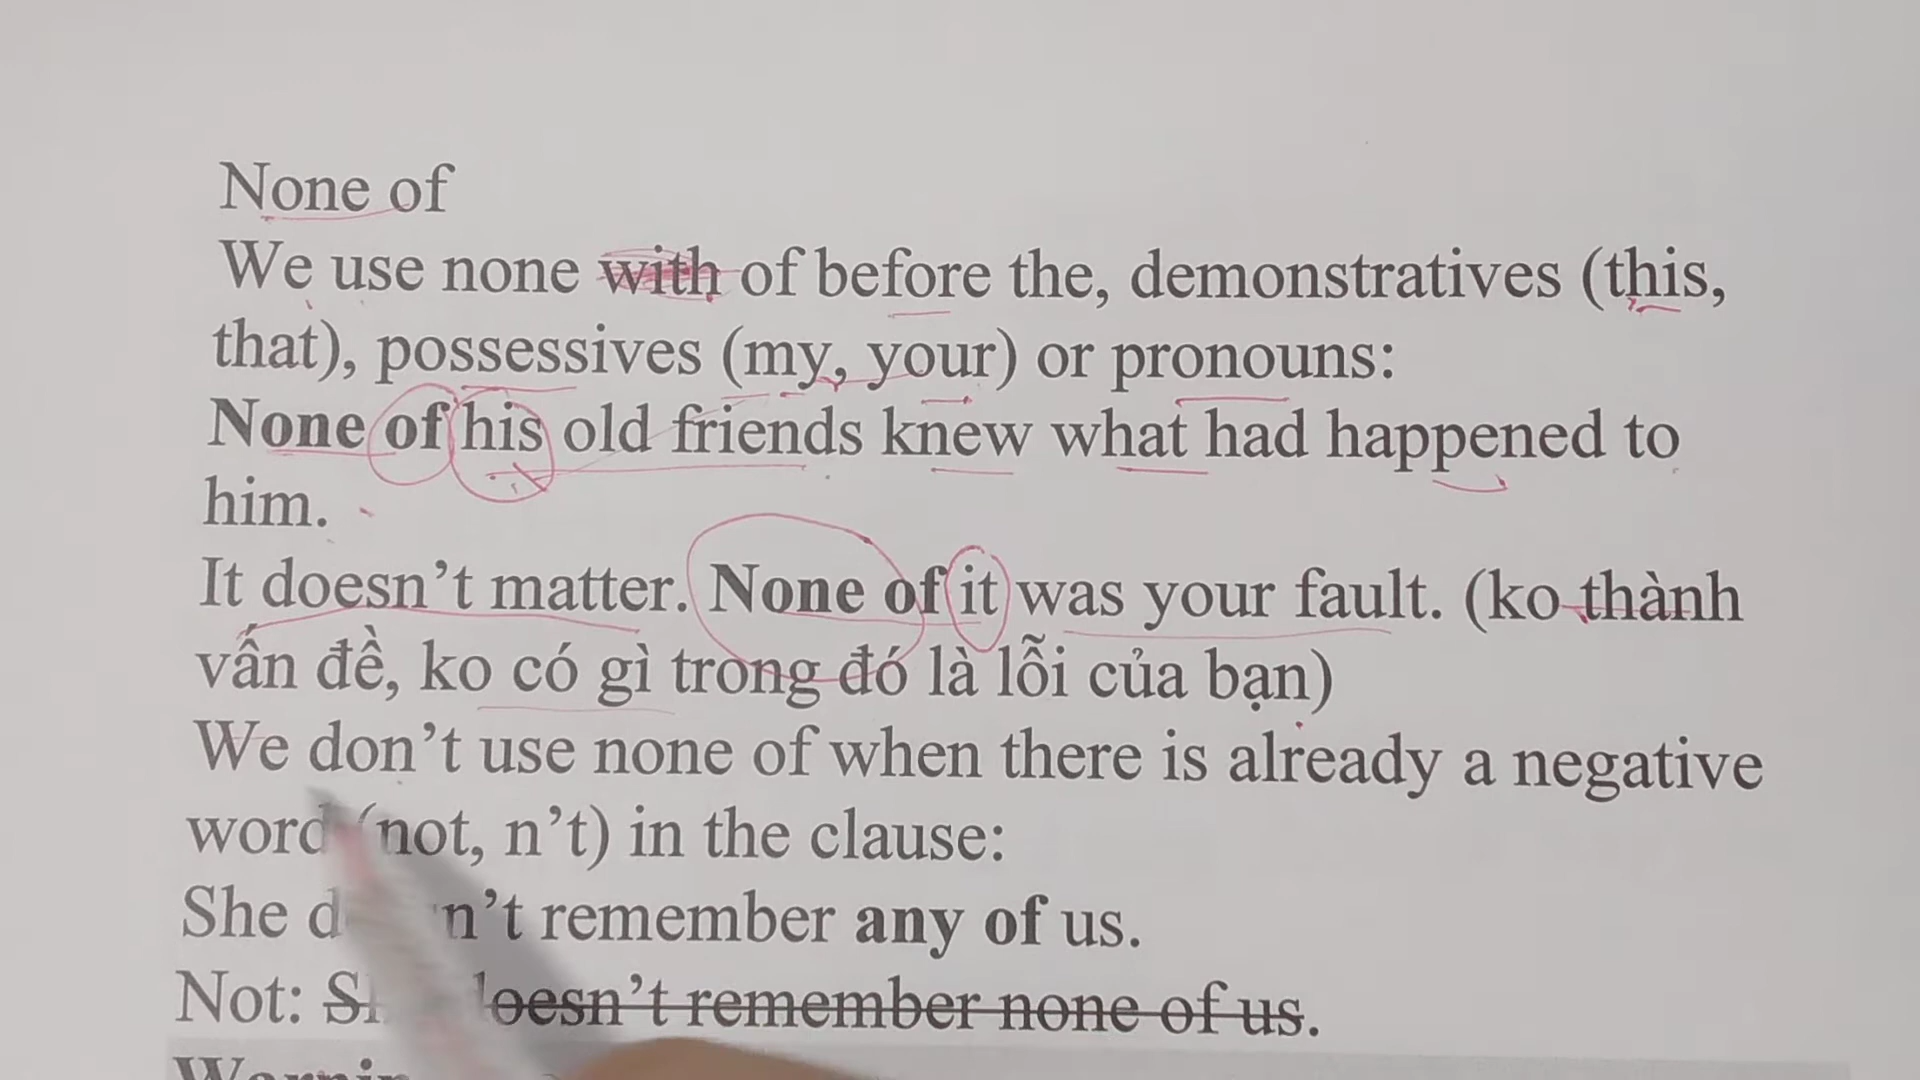 None of
We use none with of before the, demonstratives (this,
that), possessives (my, your) or pronouns:
None of his old friends knew what had happened to
him.
It doesn’t matter. None of it was your fault. (ko thành
vấn đề, ko có gì trong đó là lỗi của bạn)
We don’t use none of when there is already a negative
word (not, n’t) in the clause:
She remember any of us.
Not: remember none of us.